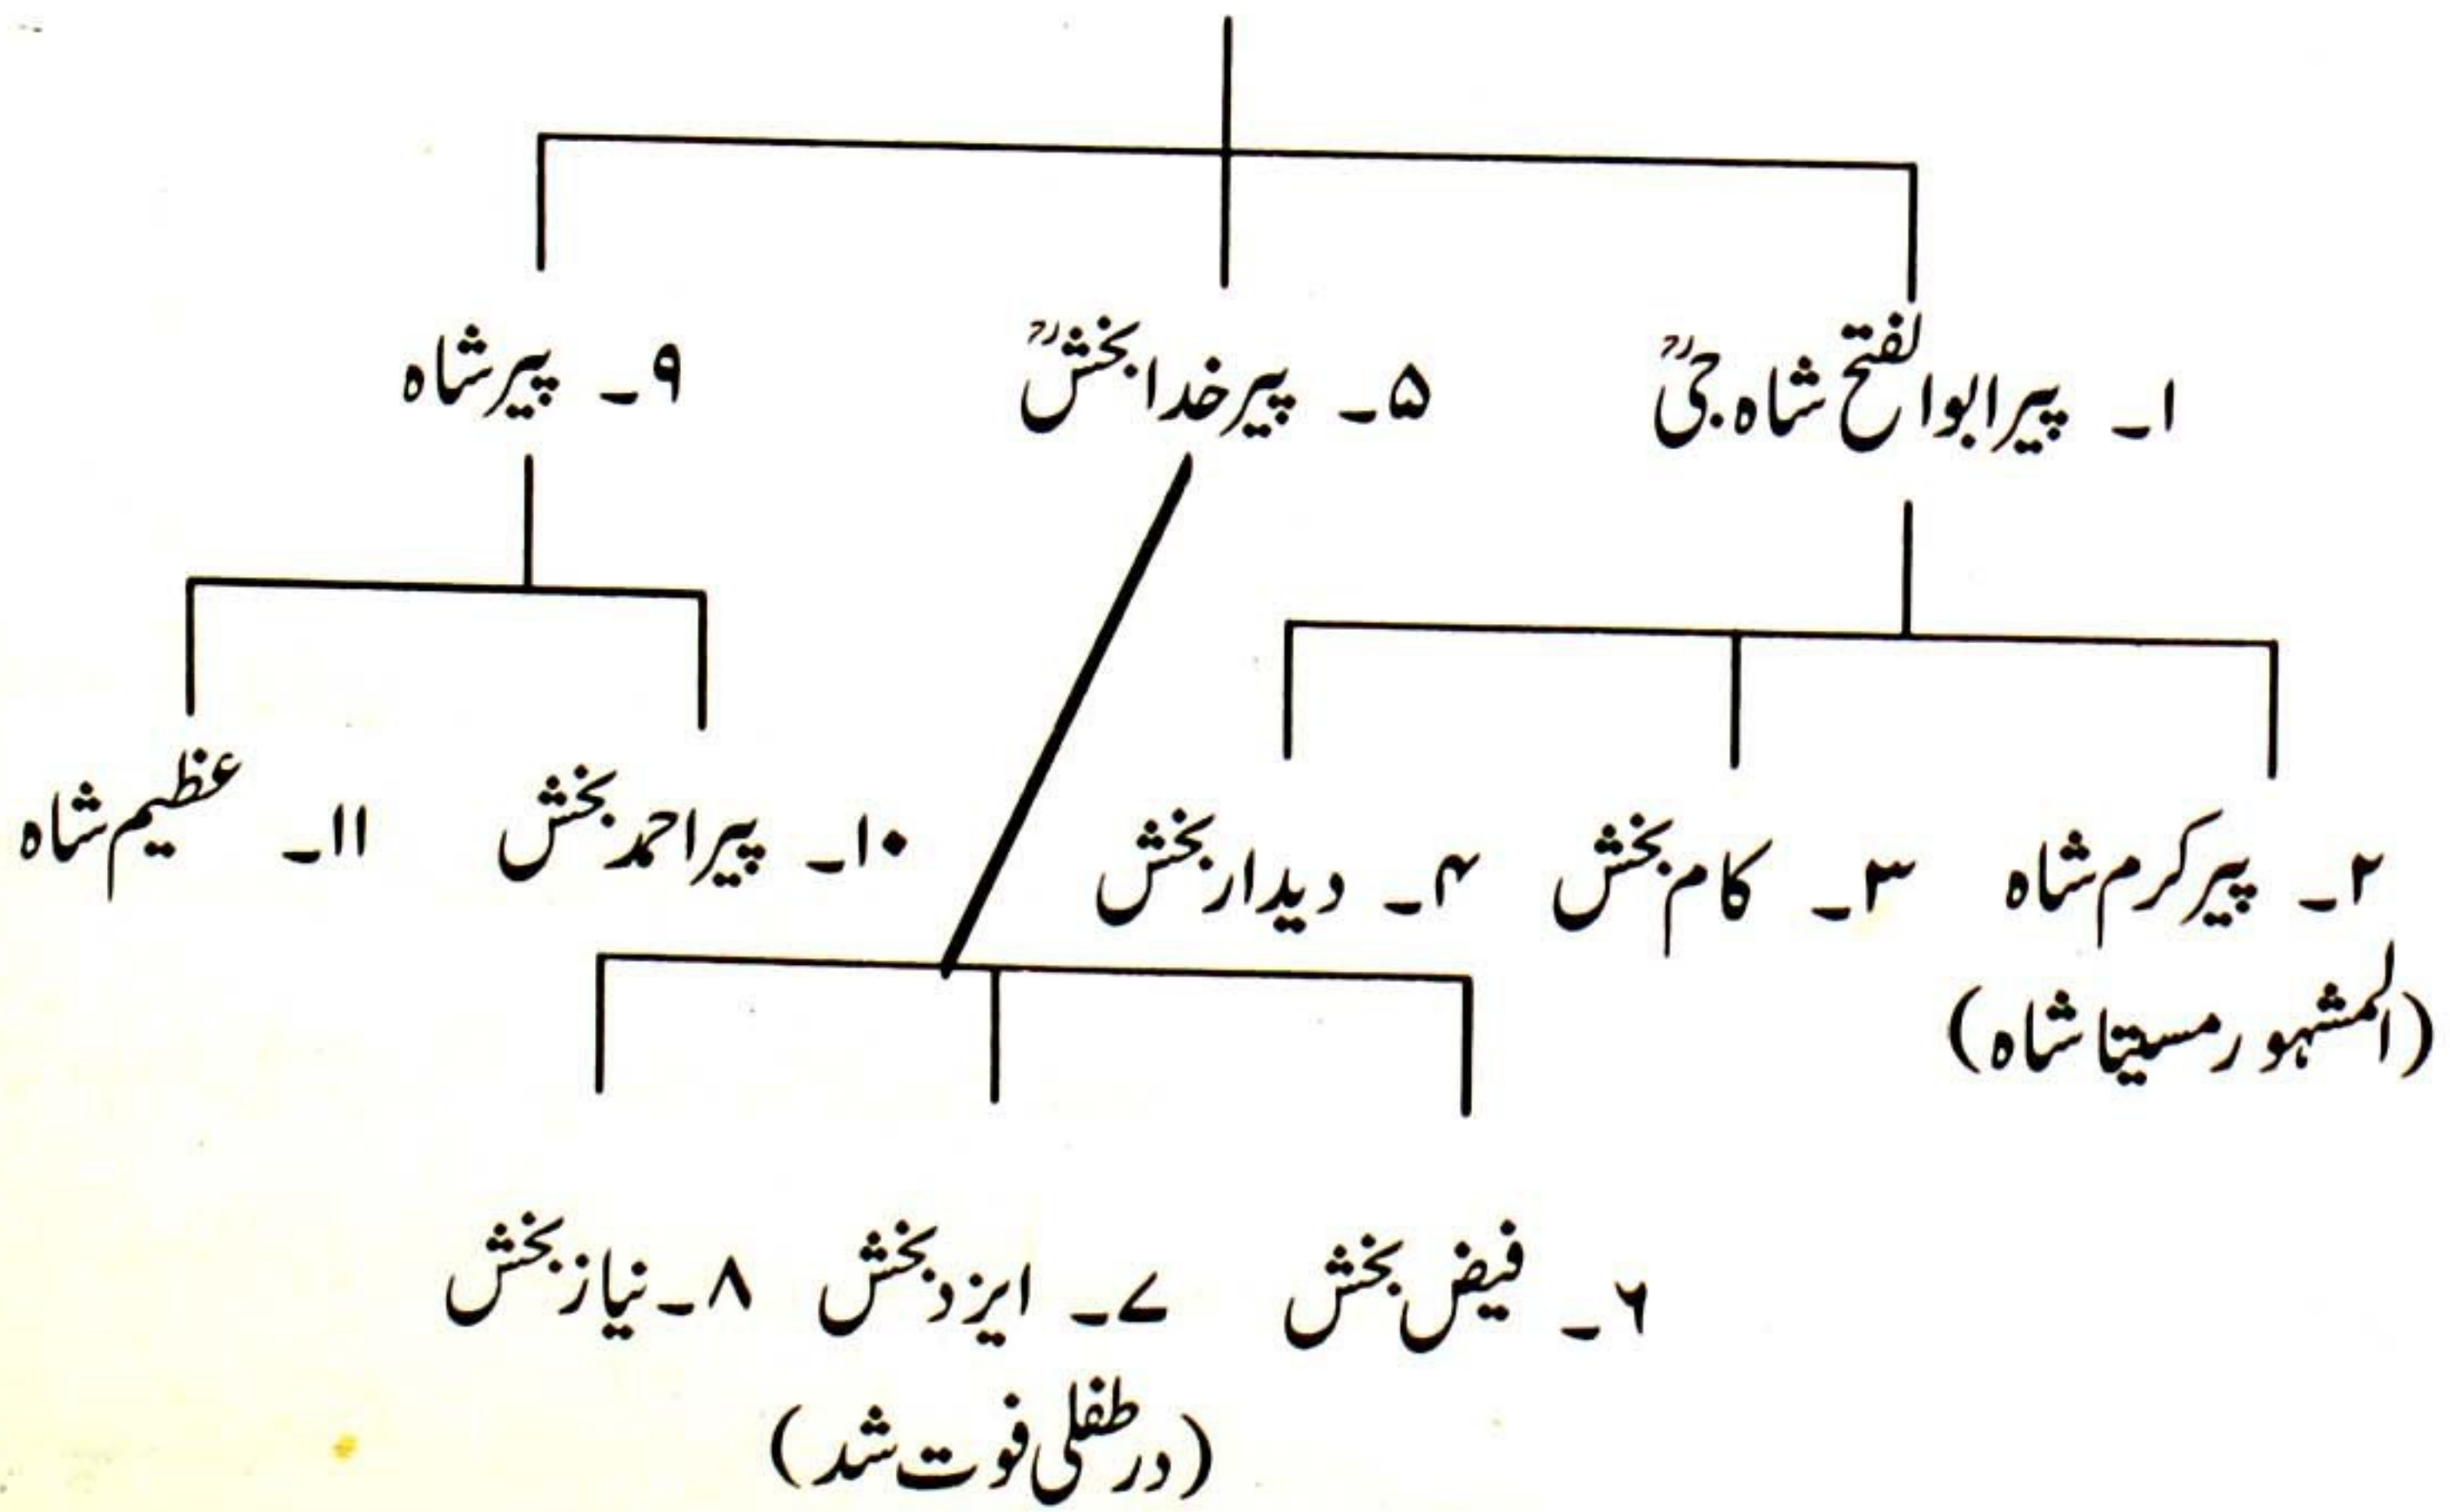 ۱۔ پیر ابوالفتح شاہ جیؒ ۵۔ پیر خدا بخشؒ ۹۔ پیر شاہ
۲۔ پیر کرم شاہ ۳۔ کام بخش ۴۔ دیدار بخش ۱۰۔ پیر احمد بخش ۱۱۔ عظیم شاہ
(المشہور مسیتا شاہ)
۶۔ فیض بخش ۷۔ ایزد بخش ۸۔ نیاز بخش
(در طفلی فوت شد)